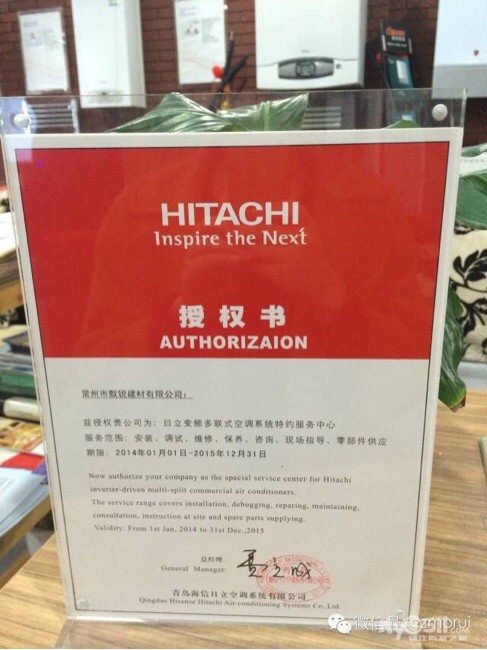 HITACHI
Inspire the Next
授权书
AUTHORIZAION
常州市默锐建材有限公司:
兹授权贵公司为: 日立变频多联式空调系统特约服务中心
服务范围: 安装、调试、维修、保养、咨询、现场指导、零部件供应
期限: 2014年01月01日-2015年12月31日
Now authorize your company as the special service center for Hitachi
inverter-driven multi-split commercial air conditioners.
The service range covers installation, debugging, reparing, maintaining,
consultation, instruction at site and spare parts supplying.
Validity: From 1st Jan, 2014 to 31st Dec.,2015
总经理
General Manager:
青岛海信日立空调系统有限公司
Qingdao Hisense Hitachi Air-conditioning Systems Co.,Ltd.
微信号: czmorui